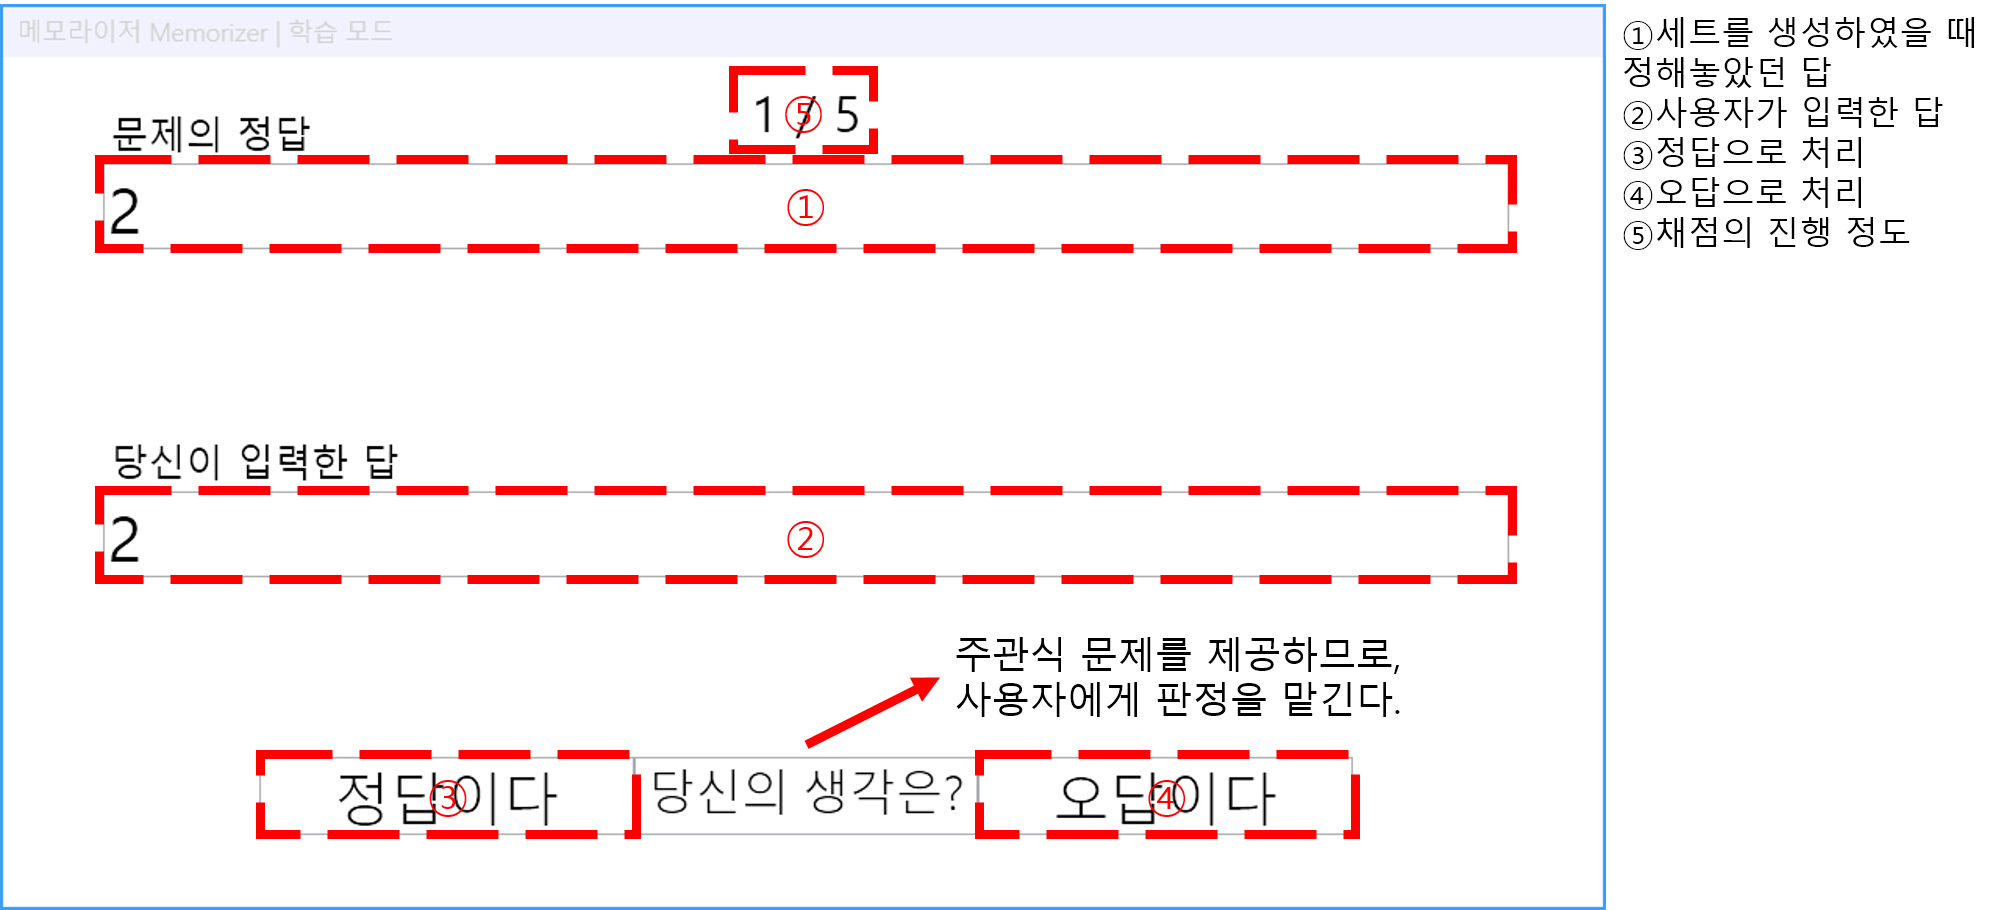 메모라이저 Memorizer | 학습 모드
1 / 5
⑤
문제의 정답
2
①
당신이 입력한 답
2
②
주관식 문제를 제공하므로,
사용자에게 판정을 맡긴다.
정답이다
③
당신의 생각은?
오답이다
④
①세트를 생성하였을 때
정해놓았던 답
②사용자가 입력한 답
③정답으로 처리
④오답으로 처리
⑤채점의 진행 정도